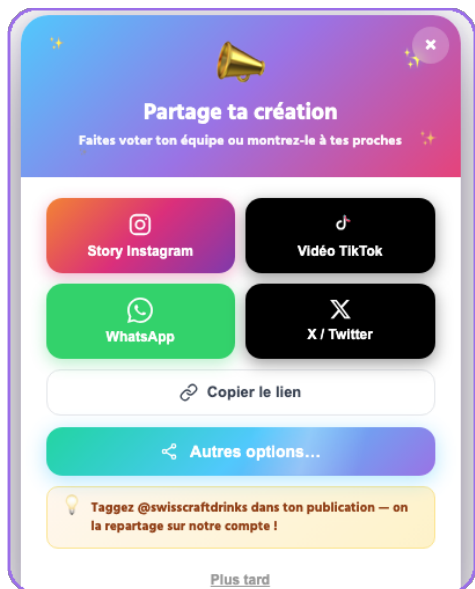 Partage ta création
Faites voter ton équipe ou montrez-le à tes proches
Story Instagram
Vidéo TikTok
WhatsApp
X / Twitter
Copier le lien
Autres options...
Taggez @swisscraftdrinks dans ton publication — on
la repartage sur notre compte !
Plus tard